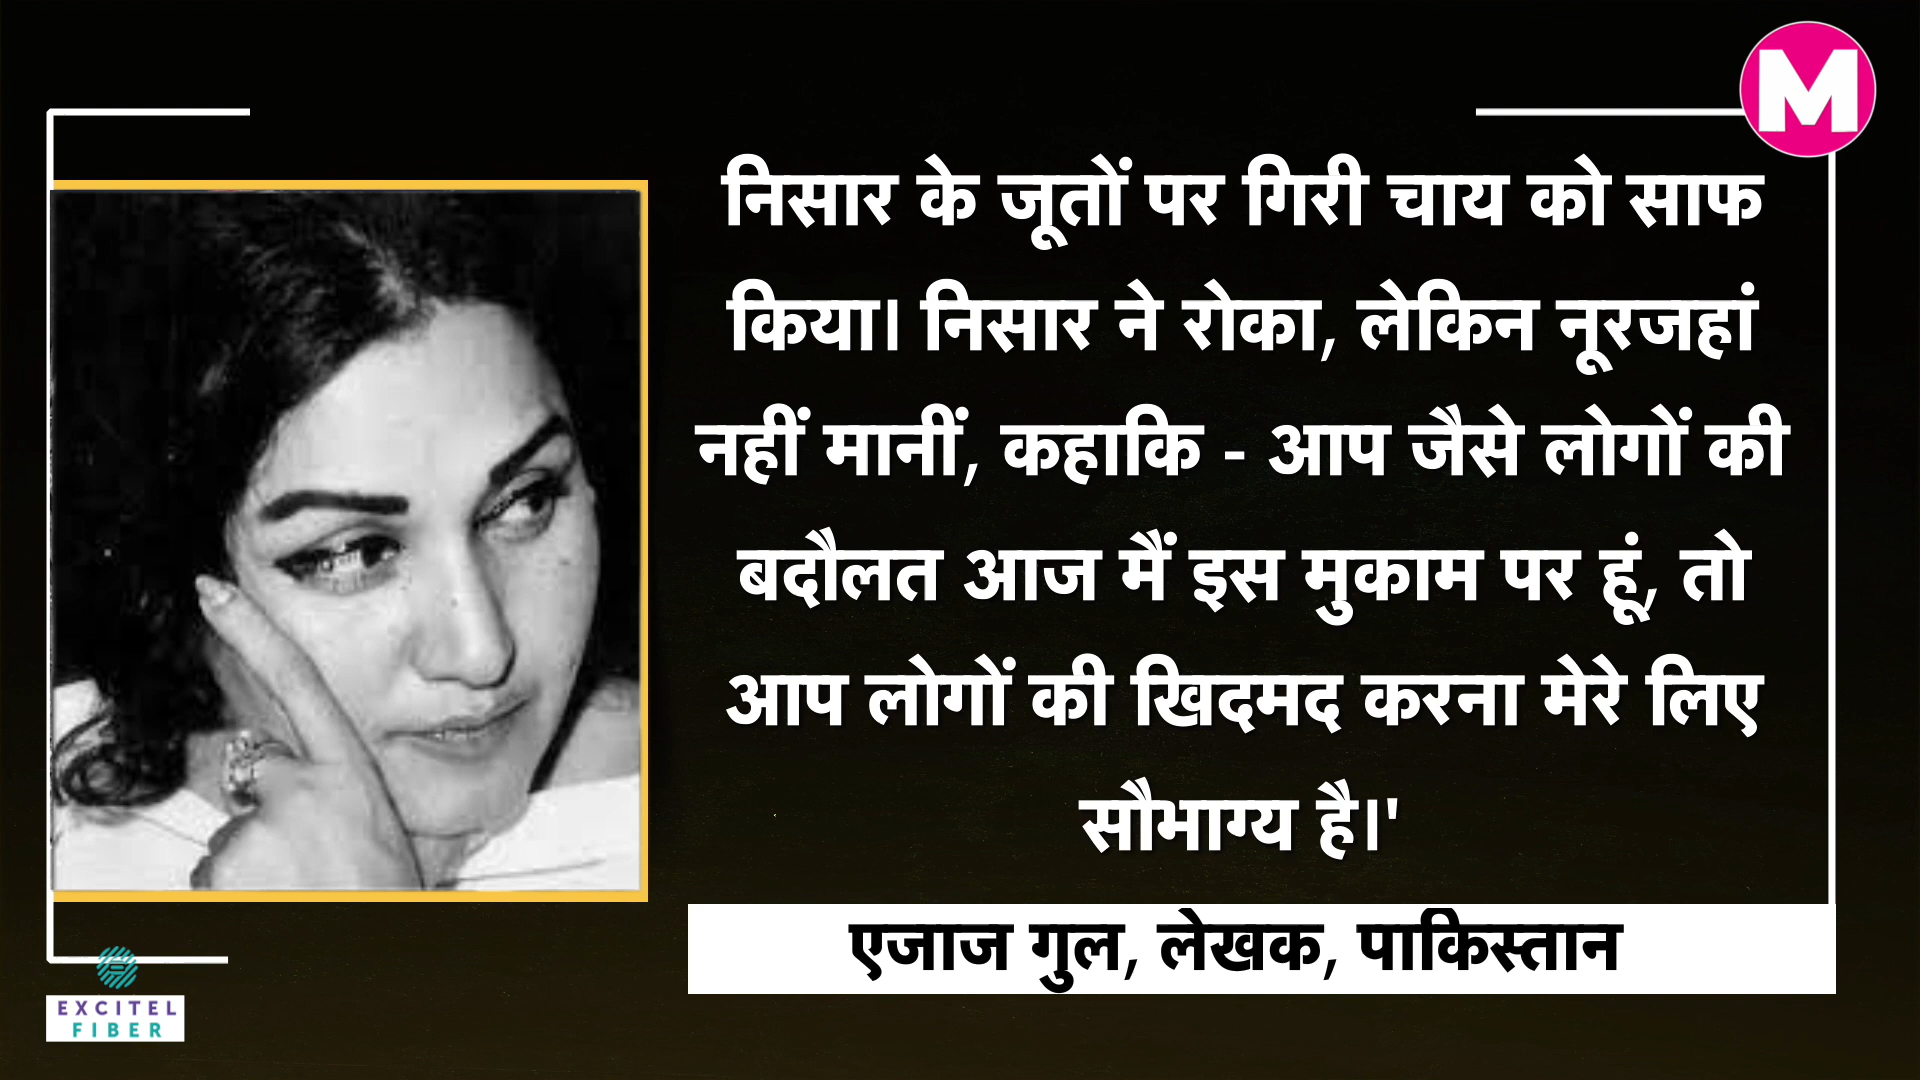 M
निसार के जूतों पर गिरी चाय को साफ
किया। निसार ने रोका, लेकिन नूरजहां
नहीं मानीं, कहाकि - आप जैसे लोगों की
बदौलत आज मैं इस मुकाम पर हूं, तो
आप लोगों की खिदमद करना मेरे लिए
सौभाग्य है।'
एजाज गुल, लेखक, पाकिस्तान
EXCITEL
FIBER